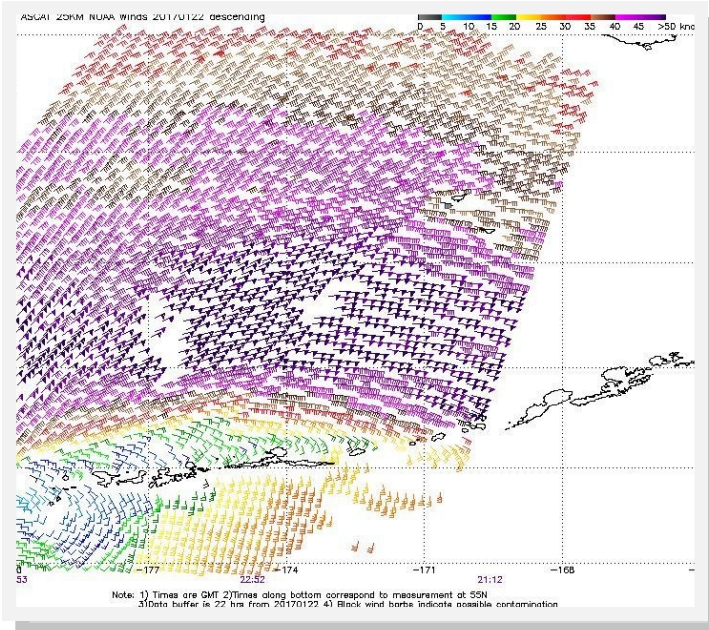 ASCAT 25KM NOAA Winds 20170122 descending
0 5 10 15 20 25 30 35 40 45 >50 knc
0 -177 -174 -171 -168
53 22:52 21:12
Note: 1) Times are GMT 2)Times along bottom correspond to measurement at 55N
3)Data buffer is 22 hrs from 20170122 4) Black wind barbs indicate possible contamination